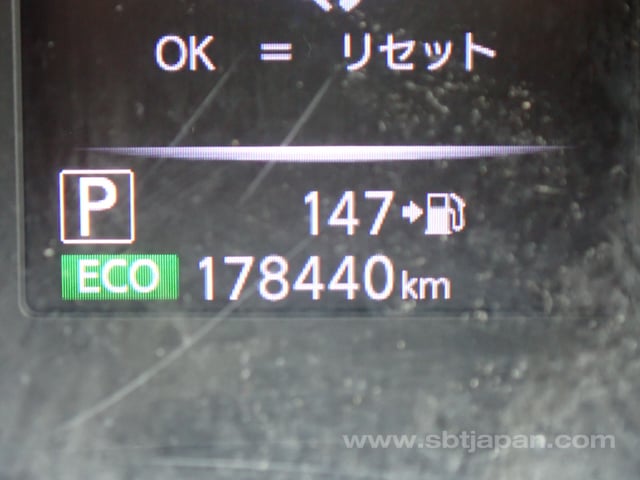 OK = リセット
P 147
ECO 178440km
www.sbtjapan.com